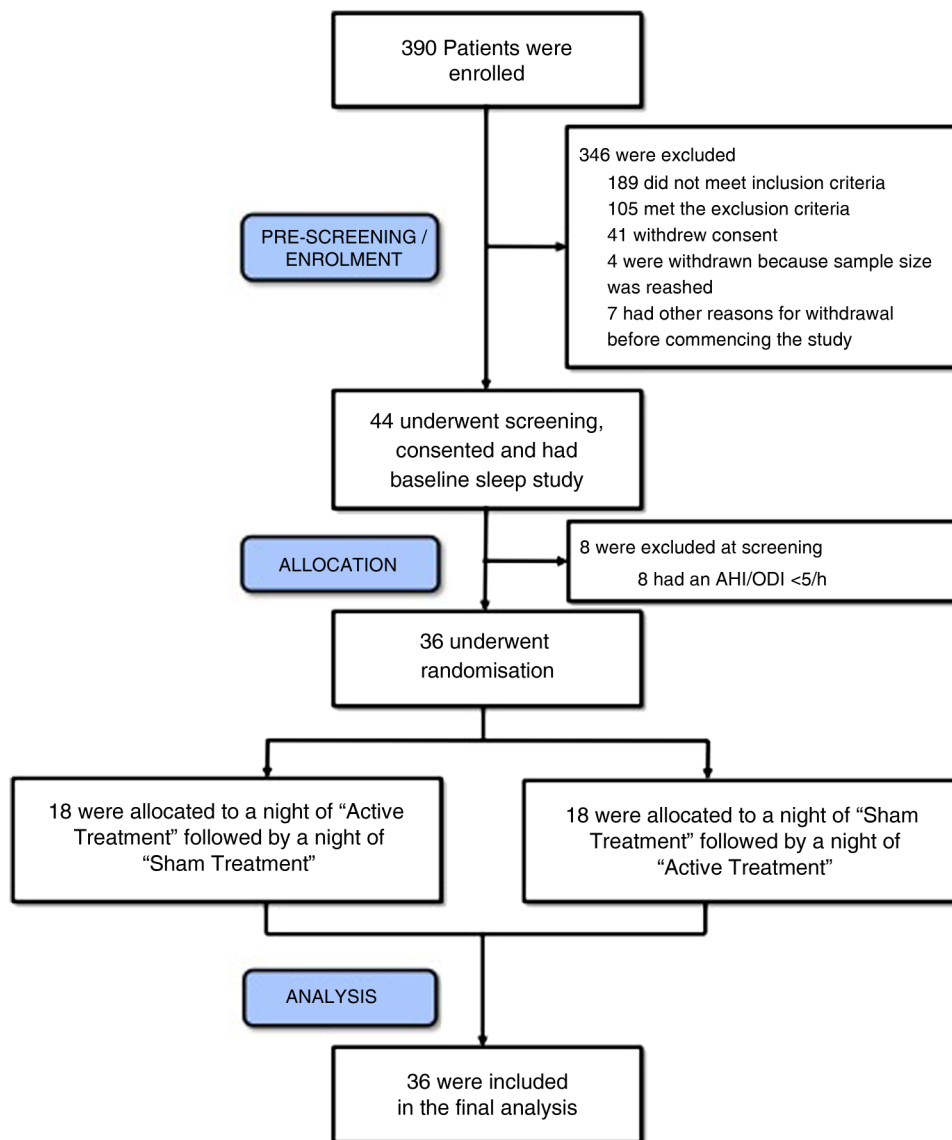 390 Patients were
enrolled
346 were excluded
189 did not meet inclusion criteria
105 met the exclusion criteria
41 withdrew consent
4 were withdrawn because sample size
was reashed
7 had other reasons for withdrawal
before commencing the study
PRE-SCREENING /
ENROLMENT
44 underwent screening,
consented and had
baseline sleep study
ALLOCATION
8 were excluded at screening
8 had an AHI/ODI <5/h
36 underwent
randomisation
18 were allocated to a night of “Active
Treatment” followed by a night of
“Sham Treatment”
18 were allocated to a night of “Sham
Treatment” followed by a night of
“Active Treatment”
ANALYSIS
36 were included
in the final analysis